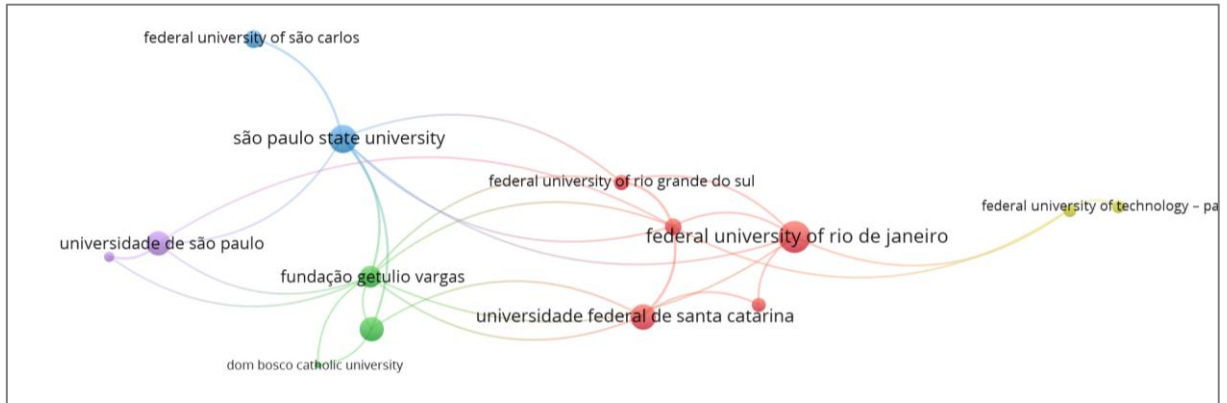 federal university of são carlos
são paulo state university
federal university of rio grande do sul
federal university of technology – pa
federal university of rio de janeiro
universidade de são paulo
fundação getulio vargas
universidade federal de santa catarina
dom bosco catholic university